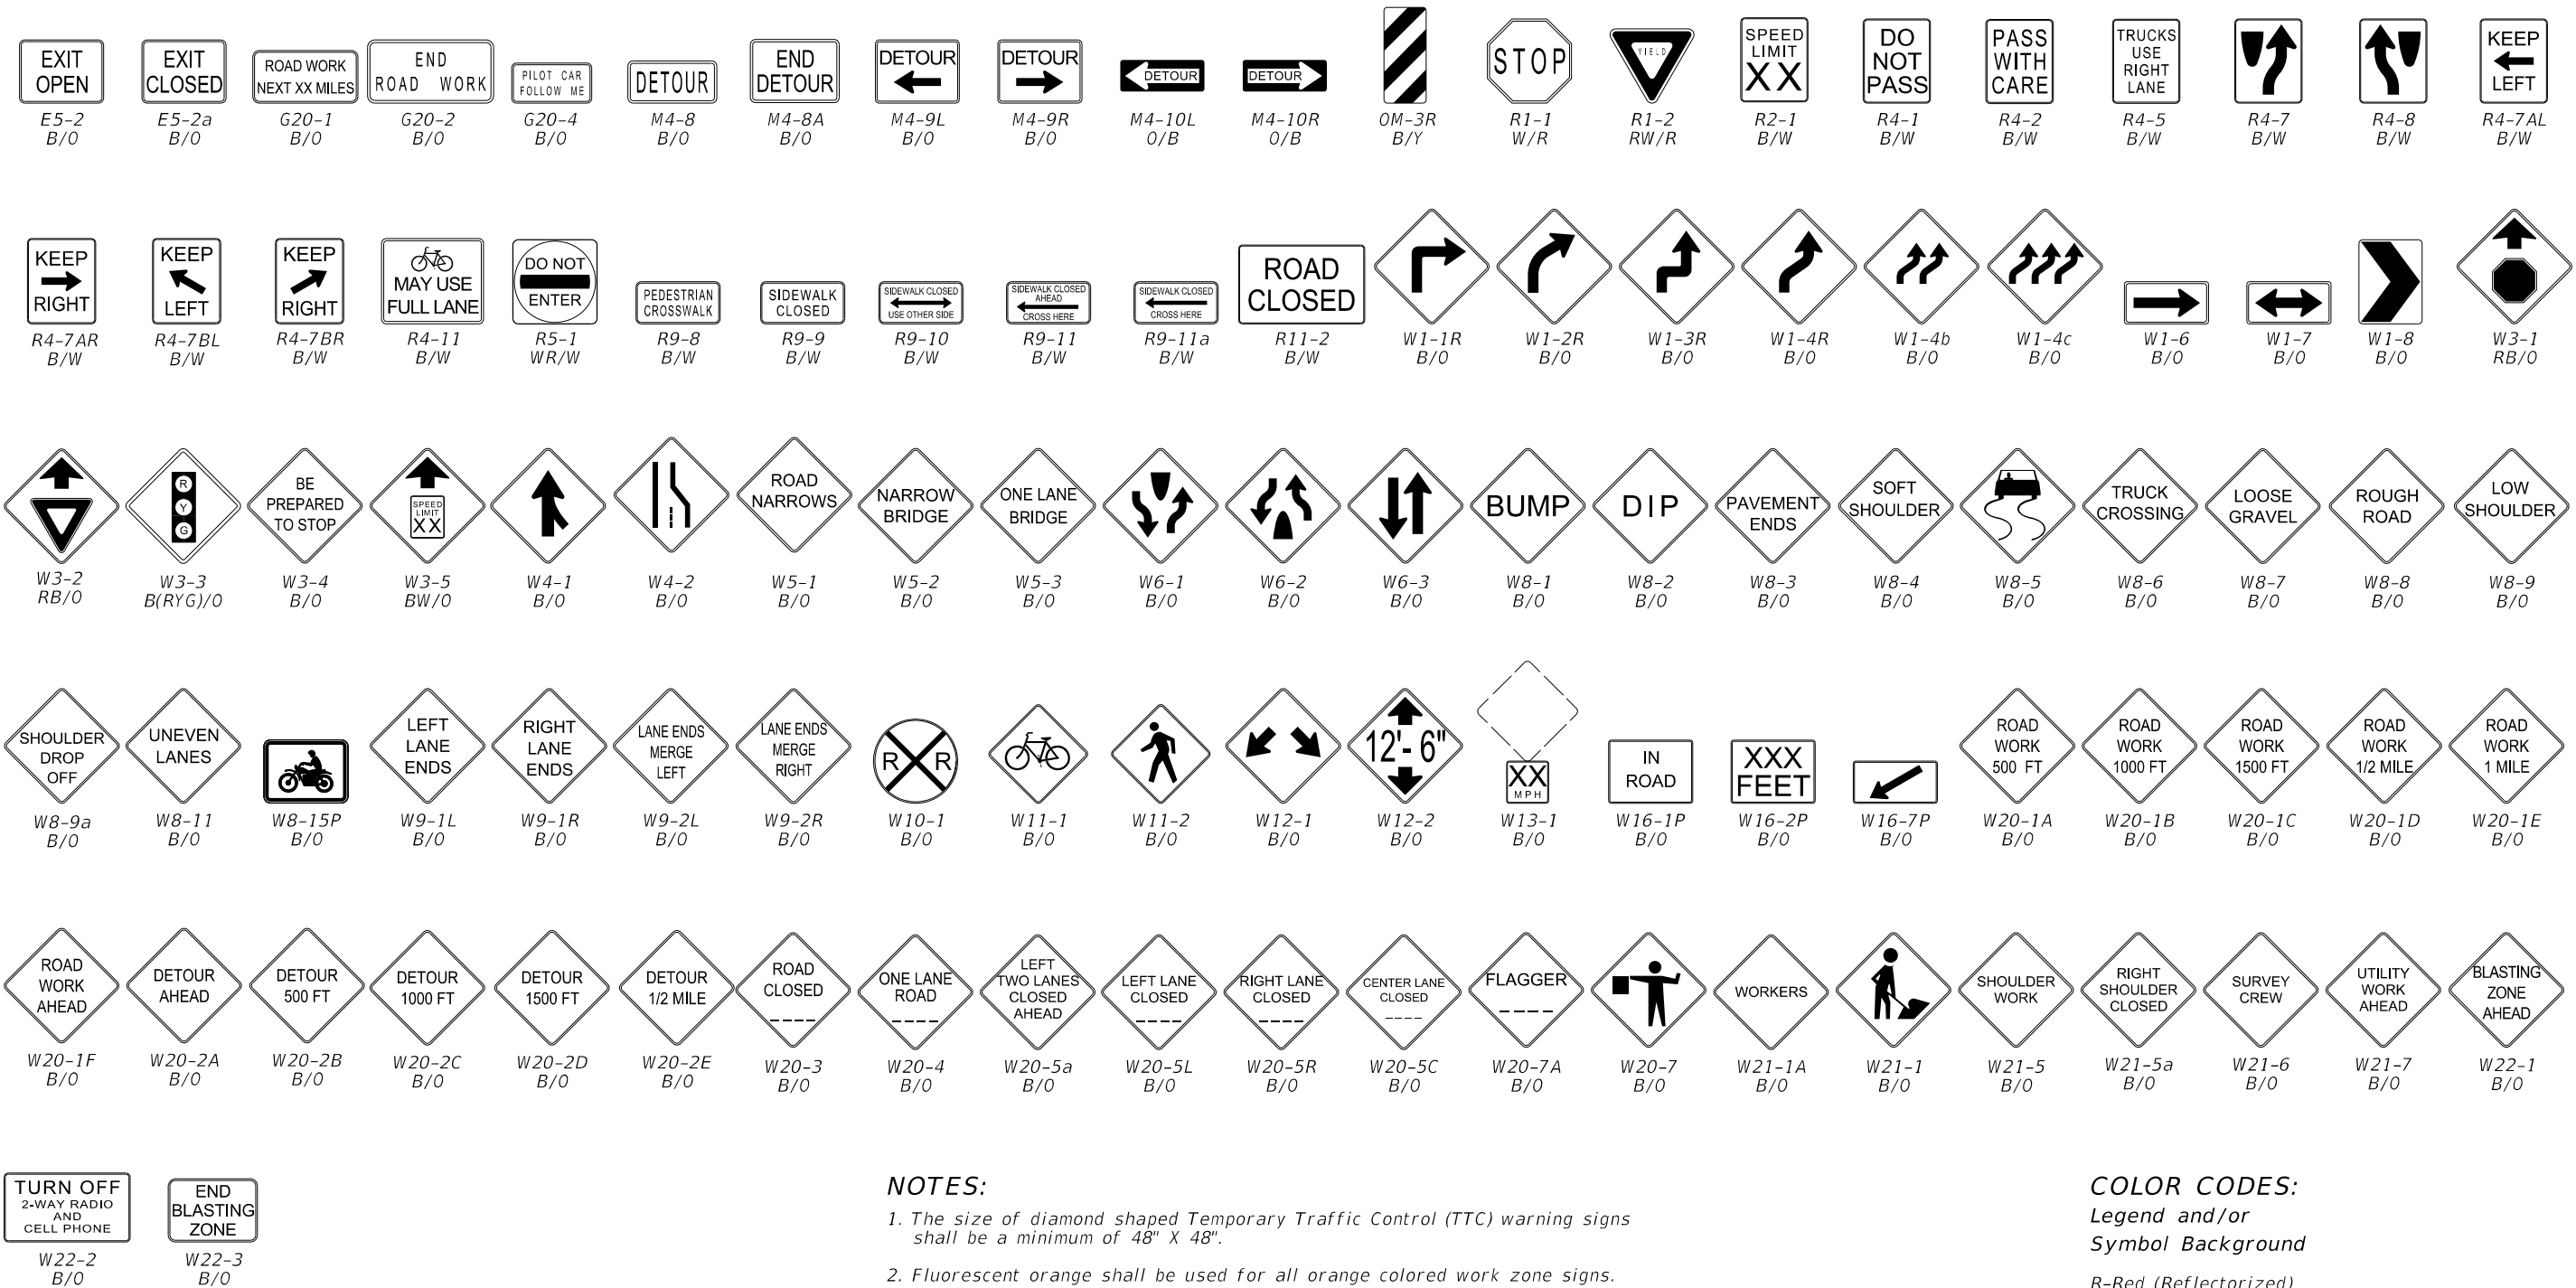 EXIT
OPEN
E5-2
B/O
EXIT
CLOSED
E5-2a
B/O
ROAD WORK
NEXT XX MILES
G20-1
B/O
END
ROAD WORK
G20-2
B/O
PILOT CAR
FOLLOW ME
G20-4
B/O
DETOUR
M4-8
B/O
END
DETOUR
M4-8A
B/O
DETOUR
M4-9L
B/O
DETOUR
M4-9R
B/O
DETOUR
M4-10L
O/B
DETOUR
M4-10R
O/B
OM-3R
B/Y
STOP
R1-1
W/R
YIELD
R1-2
RW/R
SPEED
LIMIT
XX
R2-1
B/W
DO
NOT
PASS
R4-1
B/W
PASS
WITH
CARE
R4-2
B/W
TRUCKS
USE
RIGHT
LANE
R4-5
B/W
R4-7
B/W
R4-8
B/W
KEEP
LEFT
R4-7AL
B/W
KEEP
RIGHT
R4-7AR
B/W
KEEP
LEFT
R4-7BL
B/W
KEEP
RIGHT
R4-7BR
B/W
MAY USE
FULL LANE
R4-11
B/W
DO NOT
ENTER
R5-1
WR/W
PEDESTRIAN
CROSSWALK
R9-8
B/W
SIDEWALK
CLOSED
R9-9
B/W
SIDEWALK CLOSED
USE OTHER SIDE
R9-10
B/W
SIDEWALK CLOSED
AHEAD
CROSS HERE
R9-11
B/W
SIDEWALK CLOSED
CROSS HERE
R9-11a
B/W
ROAD
CLOSED
R11-2
B/W
W1-1R
B/O
W1-2R
B/O
W1-3R
B/O
W1-4R
B/O
W1-4b
B/O
W1-4c
B/O
W1-6
B/O
W1-7
B/O
W1-8
B/O
W3-1
RB/O
W3-2
RB/O
R
Y
G
W3-3
B(RYG)/O
BE
PREPARED
TO STOP
W3-4
B/O
SPEED
LIMIT
XX
W3-5
BW/O
W4-1
B/O
W4-2
B/O
ROAD
NARROWS
W5-1
B/O
NARROW
BRIDGE
W5-2
B/O
ONE LANE
BRIDGE
W5-3
B/O
W6-1
B/O
W6-2
B/O
W6-3
B/O
BUMP
W8-1
B/O
DIP
W8-2
B/O
PAVEMENT
ENDS
W8-3
B/O
SOFT
SHOULDER
W8-4
B/O
W8-5
B/O
TRUCK
CROSSING
W8-6
B/O
LOOSE
GRAVEL
W8-7
B/O
ROUGH
ROAD
W8-8
B/O
LOW
SHOULDER
W8-9
B/O
SHOULDER
DROP
OFF
W8-9a
B/O
UNEVEN
LANES
W8-11
B/O
W8-15P
B/O
LEFT
LANE
ENDS
W9-1L
B/O
RIGHT
LANE
ENDS
W9-1R
B/O
LANE ENDS
MERGE
LEFT
W9-2L
B/O
LANE ENDS
MERGE
RIGHT
W9-2R
B/O
R R
W10-1
B/O
W11-1
B/O
W11-2
B/O
W12-1
B/O
12'- 6"
W12-2
B/O
XX
MPH
W13-1
B/O
IN
ROAD
W16-1P
B/O
XXX
FEET
W16-2P
B/O
W16-7P
B/O
ROAD
WORK
500 FT
W20-1A
B/O
ROAD
WORK
1000 FT
W20-1B
B/O
ROAD
WORK
1500 FT
W20-1C
B/O
ROAD
WORK
1/2 MILE
W20-1D
B/O
ROAD
WORK
1 MILE
W20-1E
B/O
ROAD
WORK
AHEAD
W20-1F
B/O
DETOUR
AHEAD
W20-2A
B/O
DETOUR
500 FT
W20-2B
B/O
DETOUR
1000 FT
W20-2C
B/O
DETOUR
1500 FT
W20-2D
B/O
DETOUR
1/2 MILE
W20-2E
B/O
ROAD
CLOSED
----
W20-3
B/O
ONE LANE
ROAD
----
W20-4
B/O
LEFT
TWO LANES
CLOSED
AHEAD
W20-5a
B/O
LEFT LANE
CLOSED
----
W20-5L
B/O
RIGHT LANE
CLOSED
----
W20-5R
B/O
CENTER LANE
CLOSED
----
W20-5C
B/O
FLAGGER
----
W20-7A
B/O
W20-7
B/O
WORKERS
W21-1A
B/O
W21-1
B/O
SHOULDER
WORK
W21-5
B/O
RIGHT
SHOULDER
CLOSED
W21-5a
B/O
SURVEY
CREW
W21-6
B/O
UTILITY
WORK
AHEAD
W21-7
B/O
BLASTING
ZONE
AHEAD
W22-1
B/O
TURN OFF
2-WAY RADIO
AND
CELL PHONE
W22-2
B/O
END
BLASTING
ZONE
W22-3
B/O
NOTES:
1. The size of diamond shaped Temporary Traffic Control (TTC) warning signs
shall be a minimum of 48" X 48".
2. Fluorescent orange shall be used for all orange colored work zone signs.
COLOR CODES:
Legend and/or
Symbol Background
R-Red (Reflectorized)